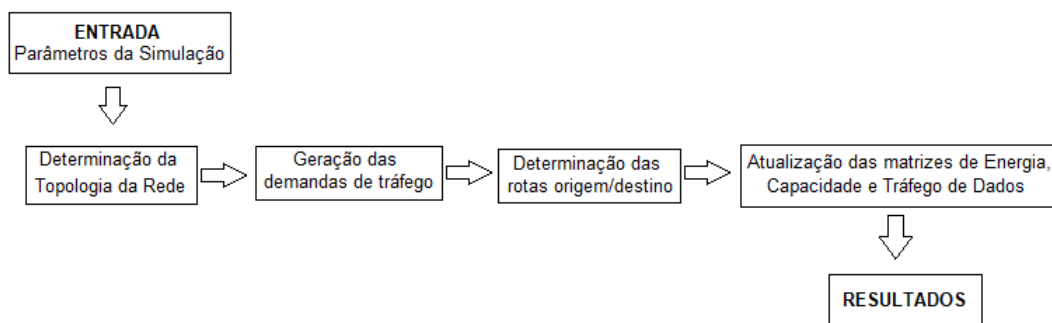 ENTRADA
Parâmetros da Simulação
Determinação da
Topologia da Rede
Geração das
demandas de tráfego
Determinação das
rotas origem/destino
Atualização das matrizes de Energia,
Capacidade e Tráfego de Dados
RESULTADOS